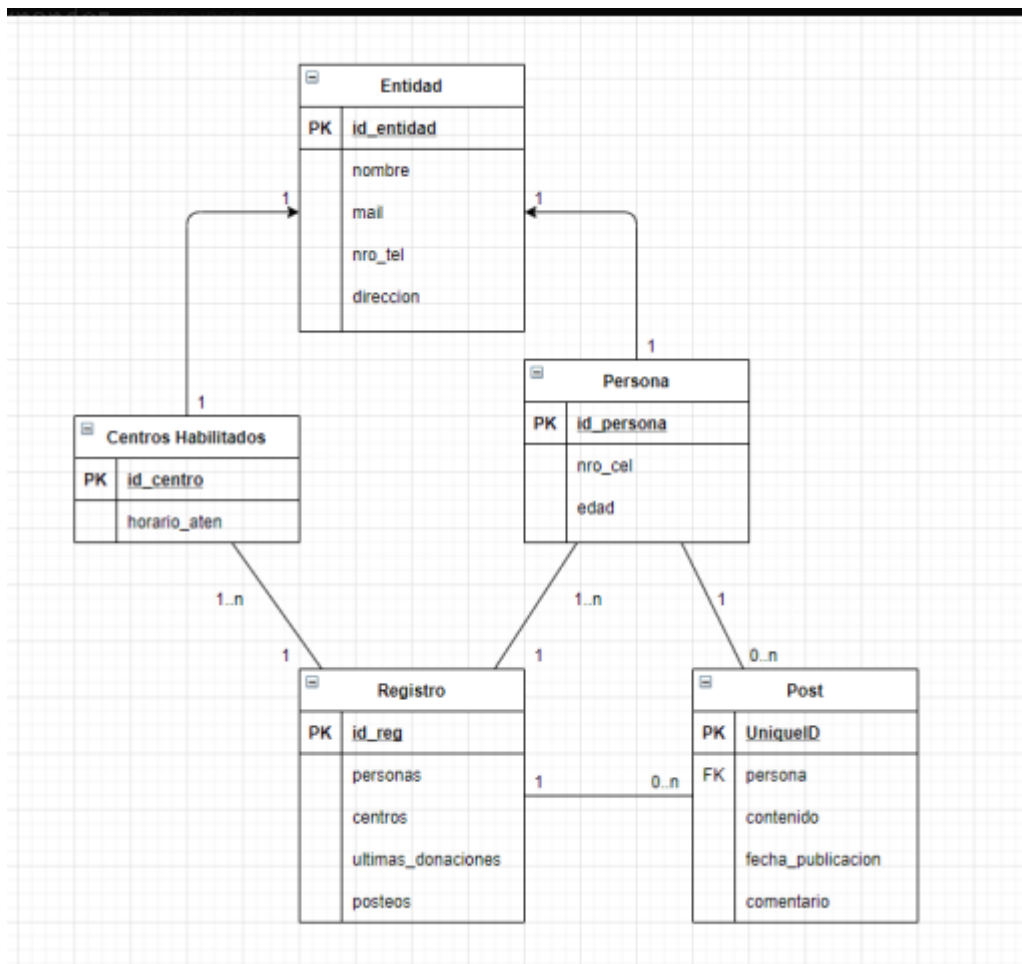 Entidad
PK id_entidad
nombre
1 1
mail
nro_tel
direccion
1
Persona
1
Centros Habilitados
PK id_persona
nro_cel
PK id_centro
edad
horario_aten
1..n 1..n 1
1 1 0..n
Registro
Post
PK id_reg
PK UniqueID
personas
FK persona
1 0..n
centros
contenido
ultimas_donaciones
fecha_publicacion
posteos
comentario